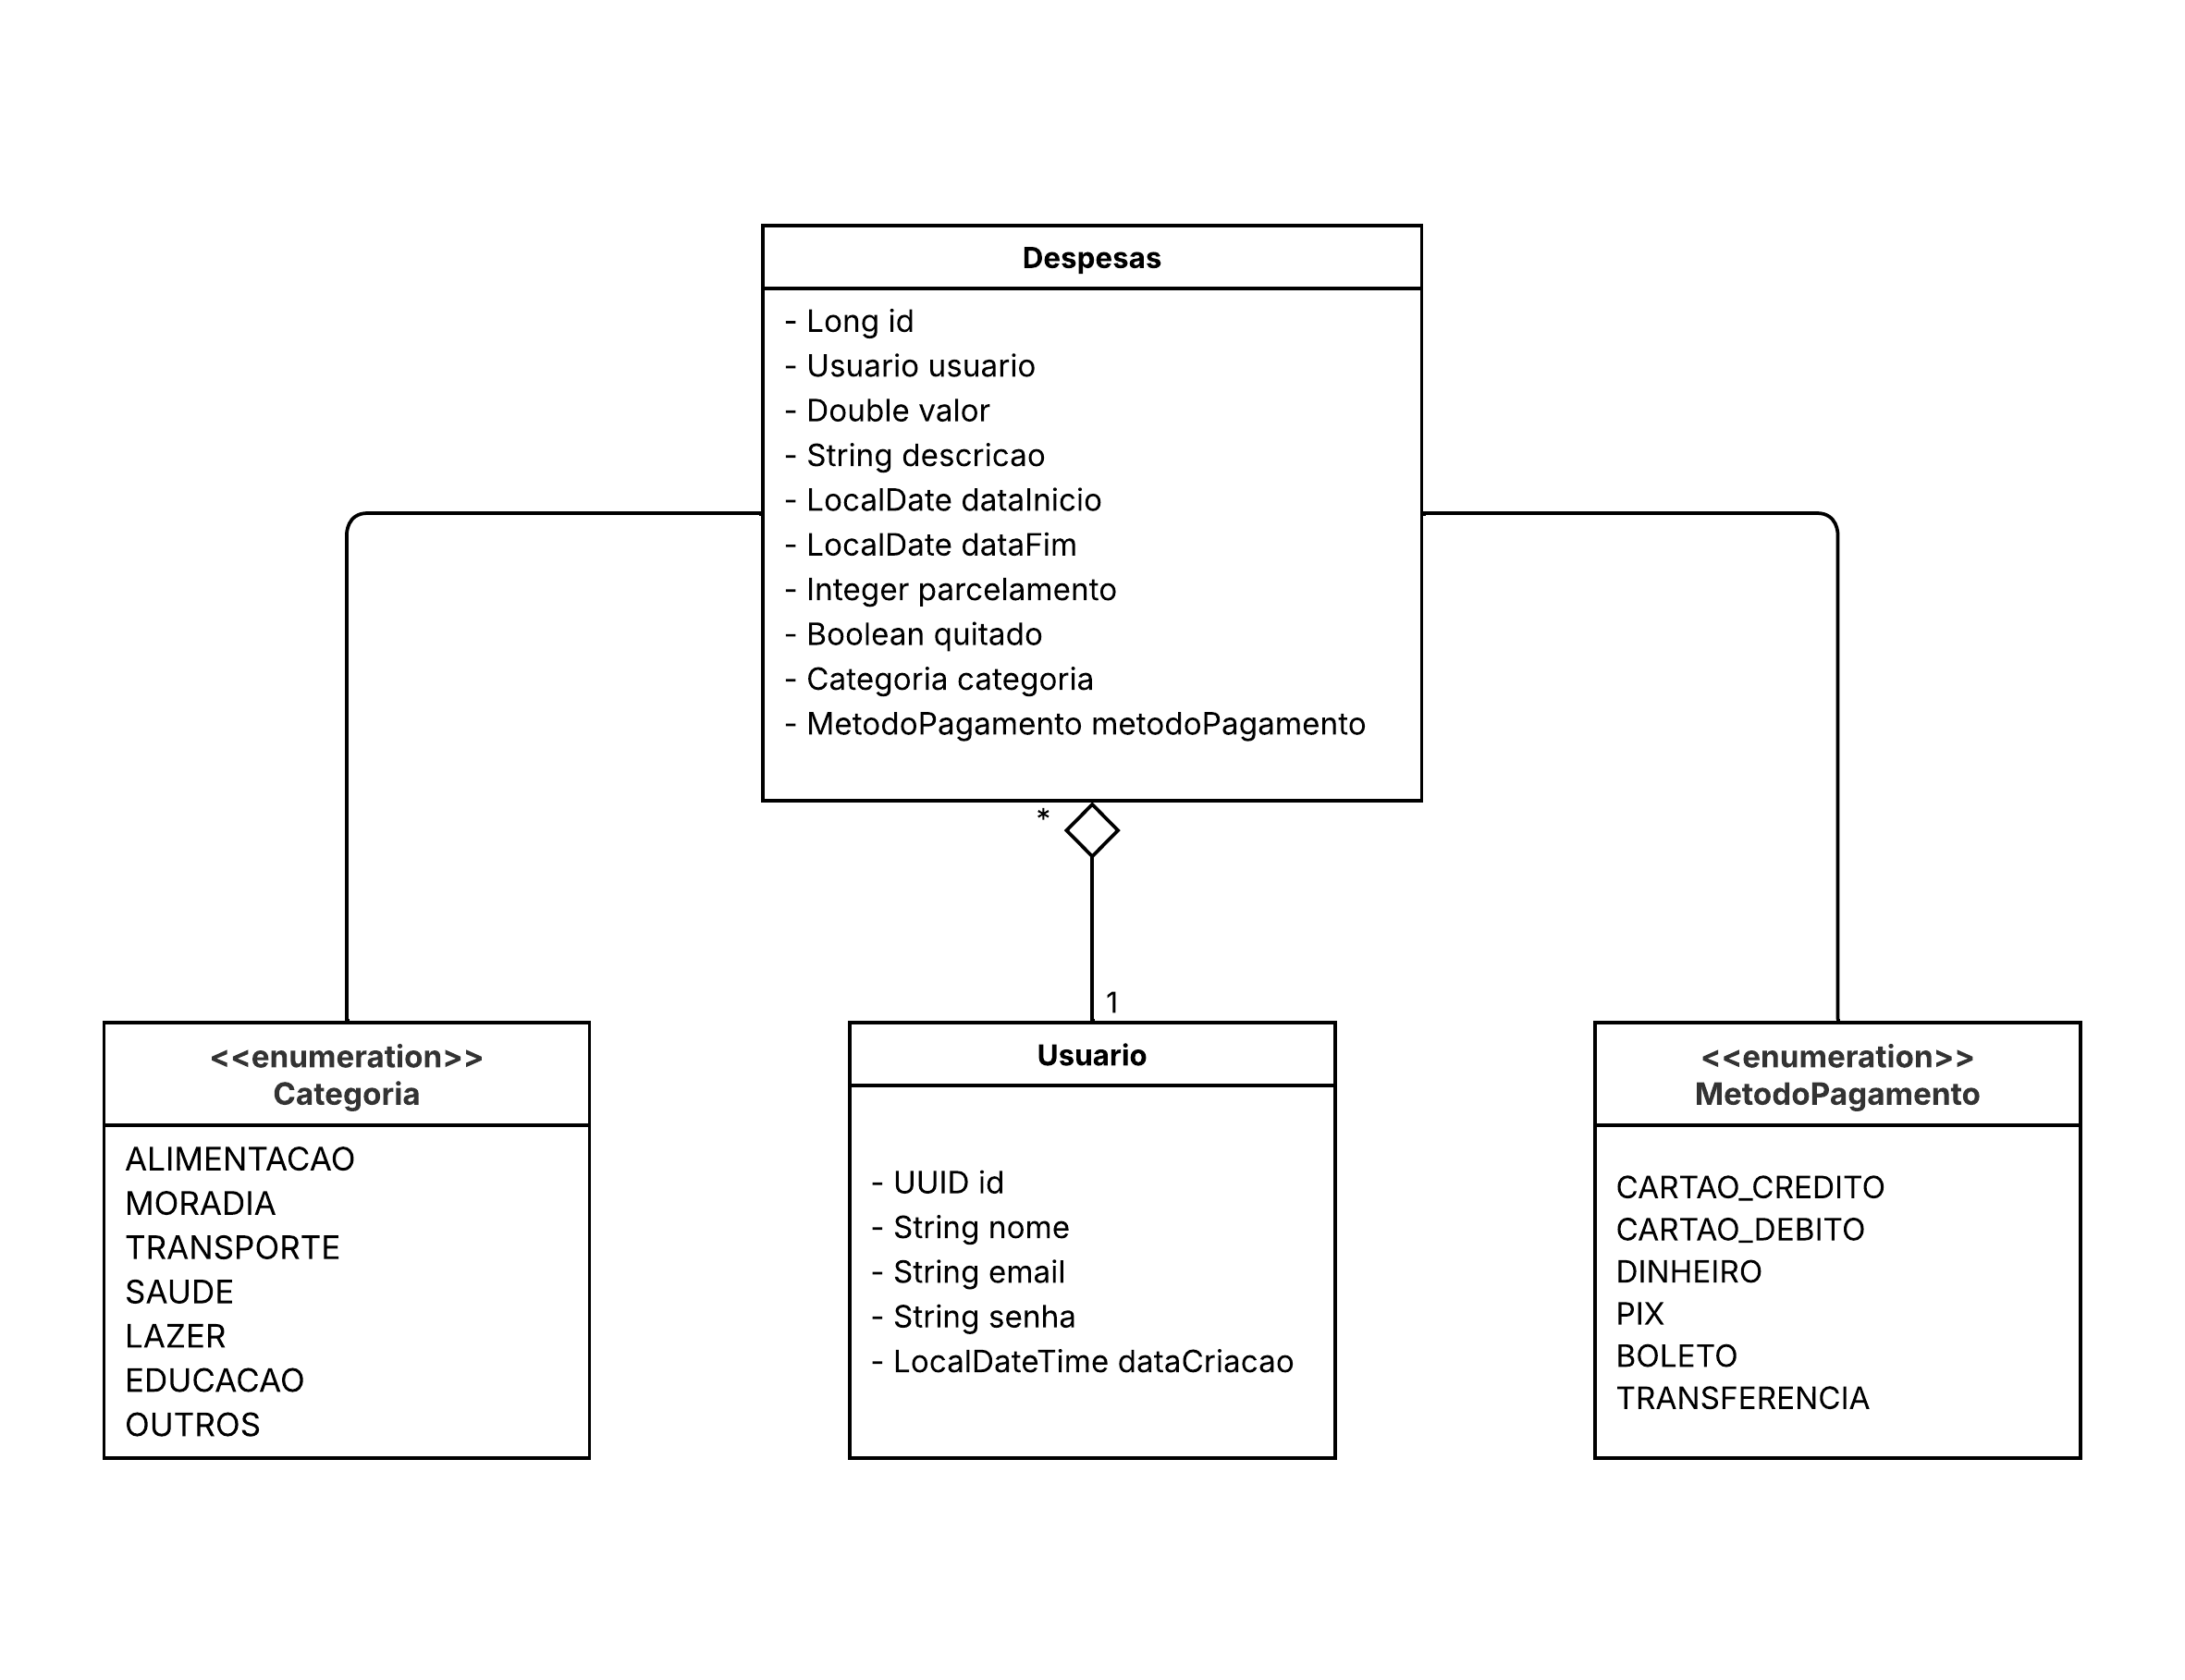 Despesas
- Long id
- Usuario usuario
- Double valor
- String descricao
- LocalDate dataInicio
- LocalDate dataFim
- Integer parcelamento
- Boolean quitado
- Categoria categoria
- MetodoPagamento metodoPagamento
*
1
<<enumeration>>
Categoria
ALIMENTACAO
MORADIA
TRANSPORTE
SAUDE
LAZER
EDUCACAO
OUTROS
Usuario
- UUID id
- String nome
- String email
- String senha
- LocalDateTime dataCriacao
<<enumeration>>
MetodoPagamento
CARTAO_CREDITO
CARTAO_DEBITO
DINHEIRO
PIX
BOLETO
TRANSFERENCIA